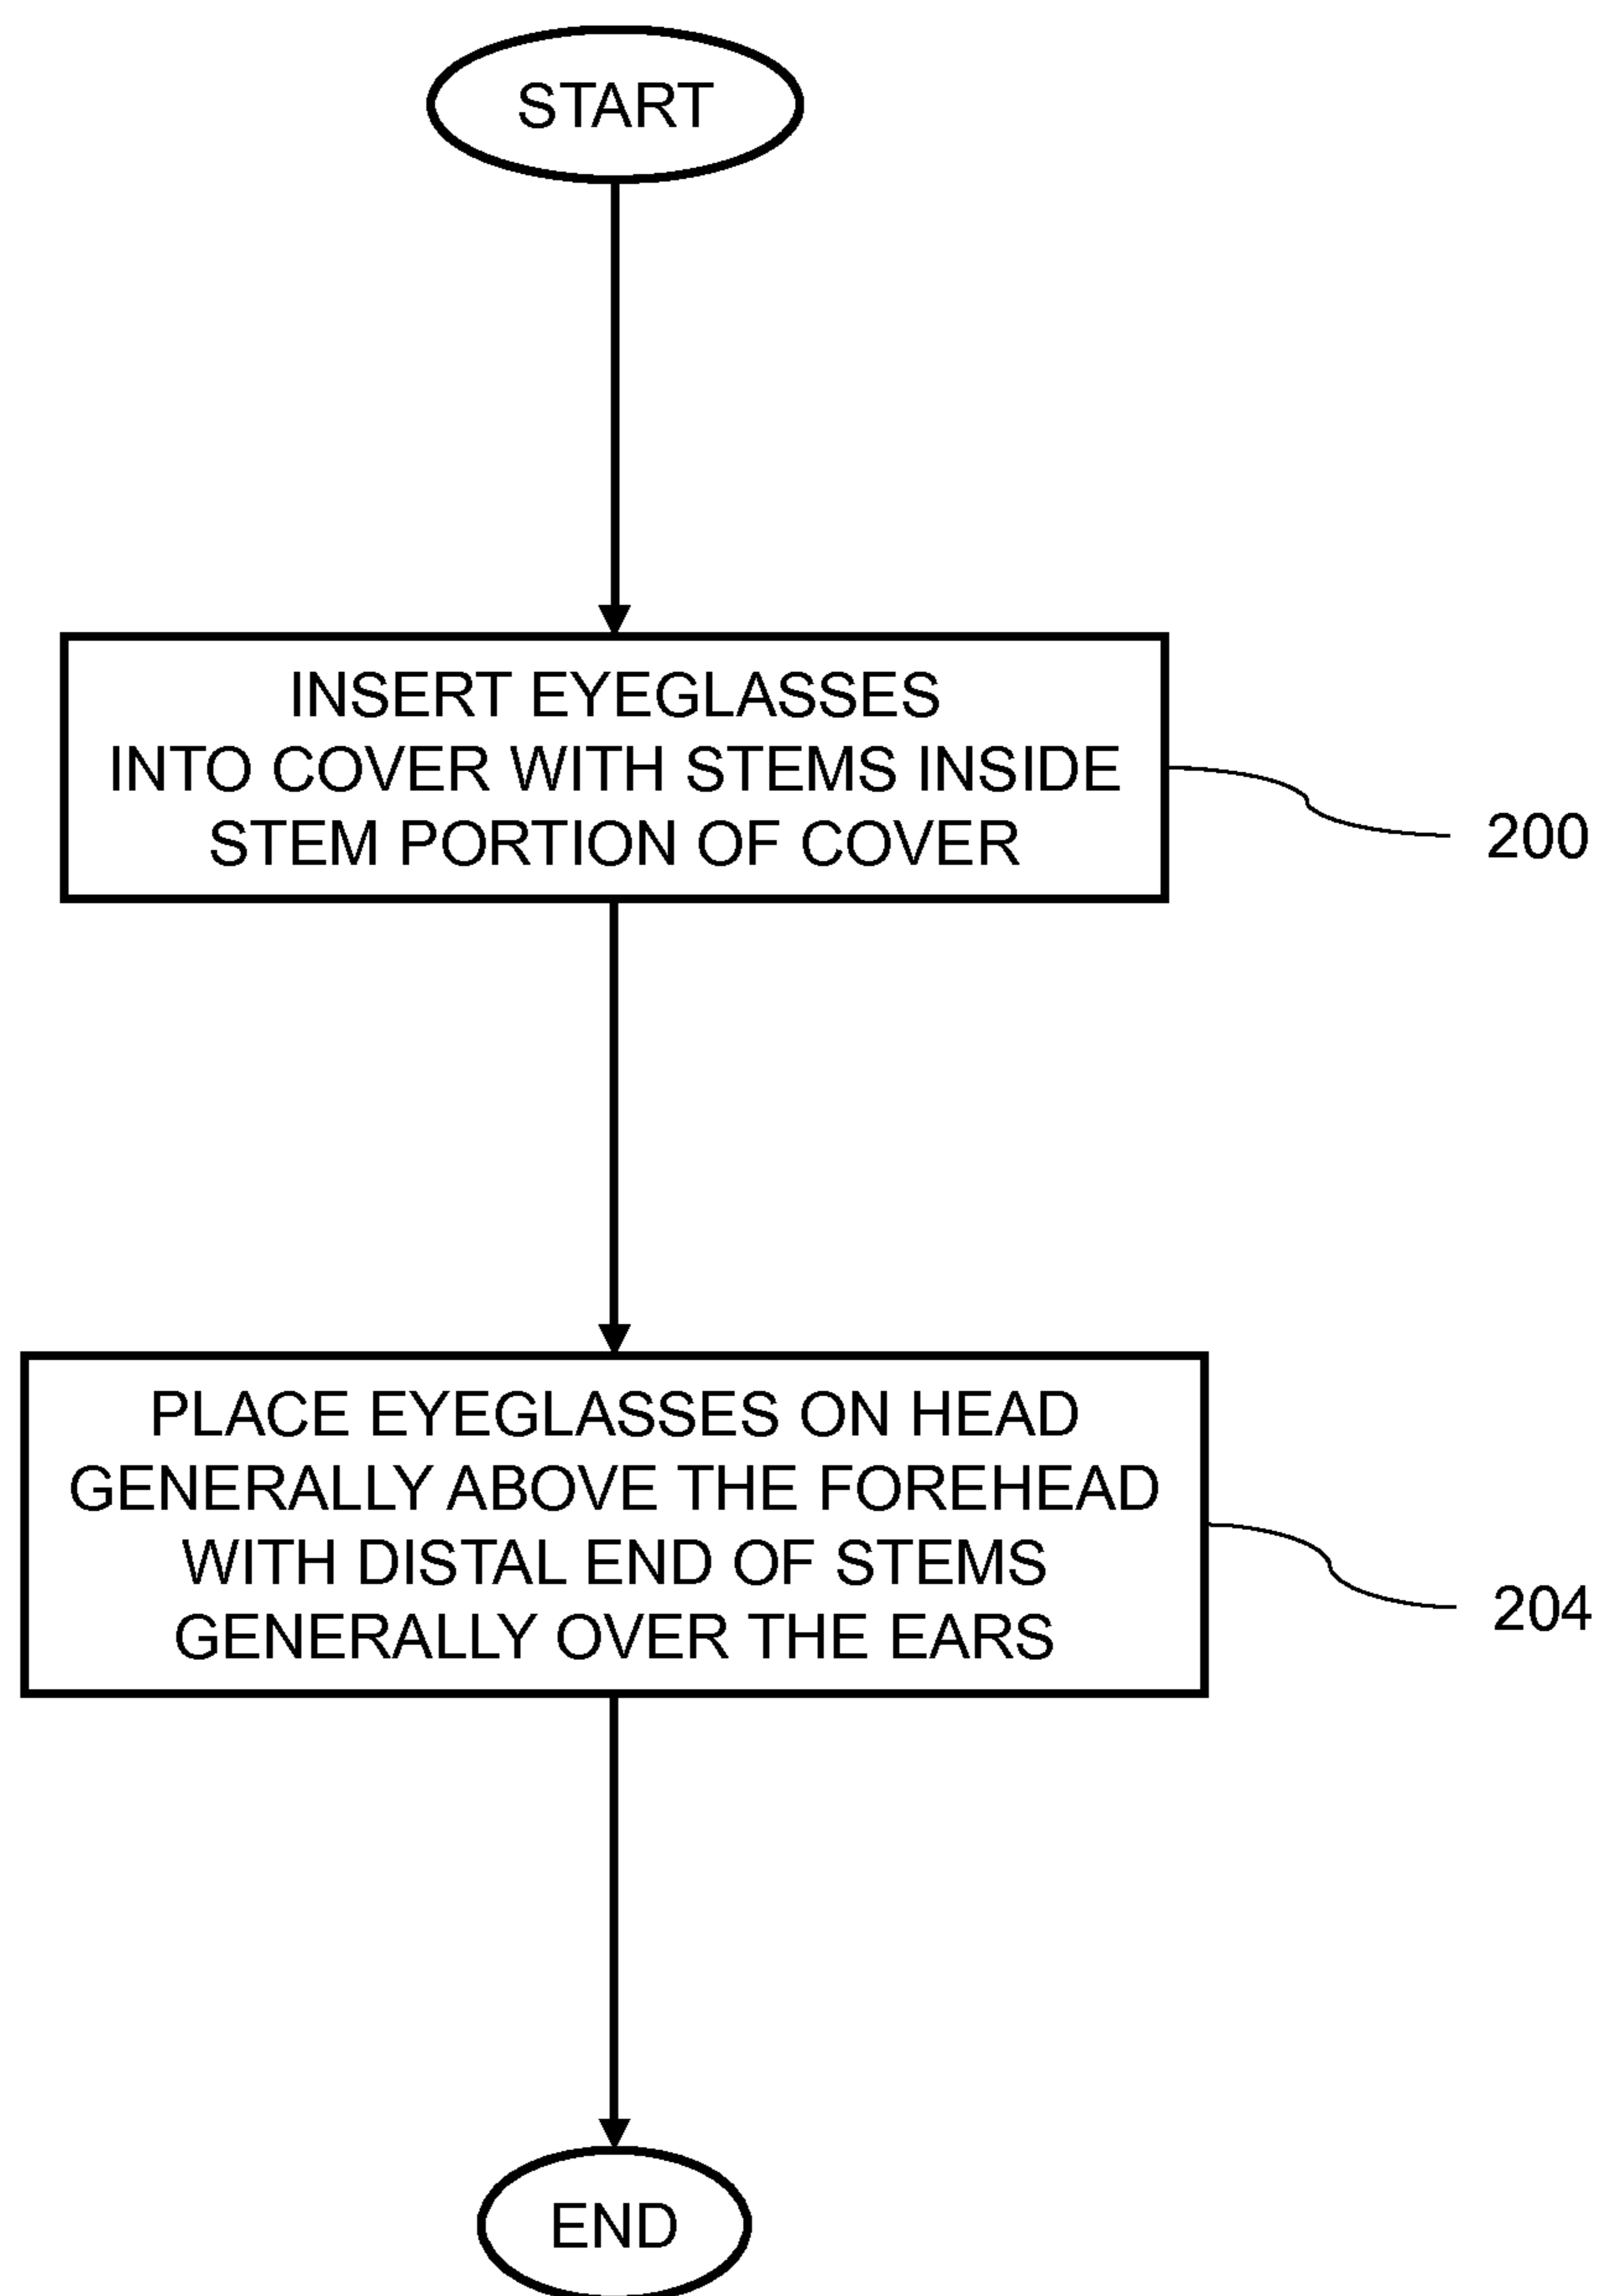 START
INSERT EYEGLASSES
INTO COVER WITH STEMS INSIDE
STEM PORTION OF COVER
200
PLACE EYEGLASSES ON HEAD
GENERALLY ABOVE THE FOREHEAD
WITH DISTAL END OF STEMS
GENERALLY OVER THE EARS
204
END